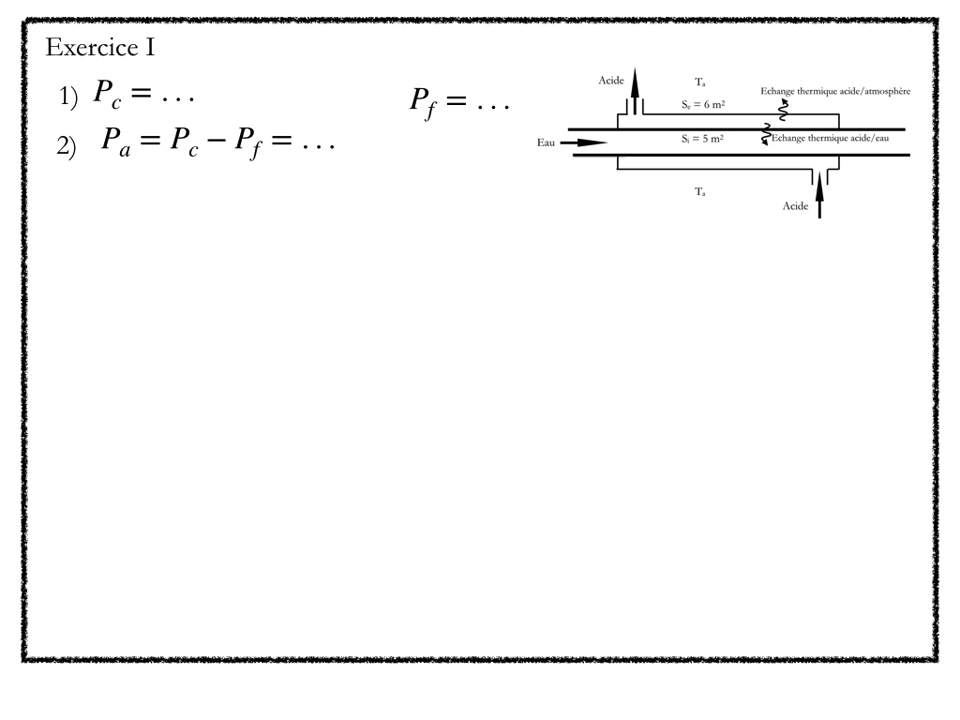 Exercice I
1) P_c = ...
P_f = ...
2) P_a = P_c − P_f = ...
Acide
T_a
Echange thermique acide/atmosphère
S_e = 6 m²
Eau
S_i = 5 m²
Echange thermique acide/eau
T_a
Acide